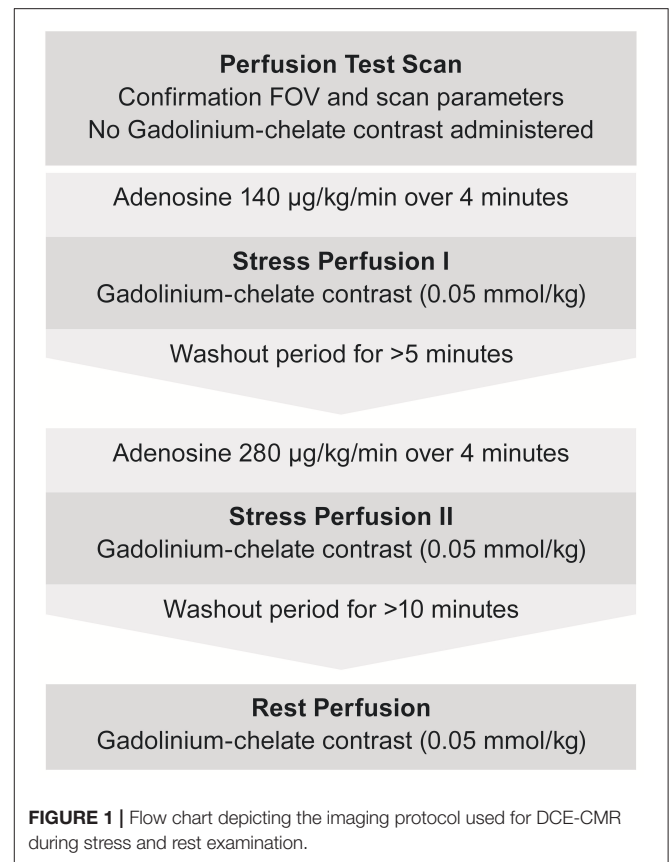 Perfusion Test Scan
Confirmation FOV and scan parameters
No Gadolinium-chelate contrast administered
Adenosine 140 µg/kg/min over 4 minutes
Stress Perfusion I
Gadolinium-chelate contrast (0.05 mmol/kg)
Washout period for >5 minutes
Adenosine 280 µg/kg/min over 4 minutes
Stress Perfusion II
Gadolinium-chelate contrast (0.05 mmol/kg)
Washout period for >10 minutes
Rest Perfusion
Gadolinium-chelate contrast (0.05 mmol/kg)
FIGURE 1 | Flow chart depicting the imaging protocol used for DCE-CMR
during stress and rest examination.